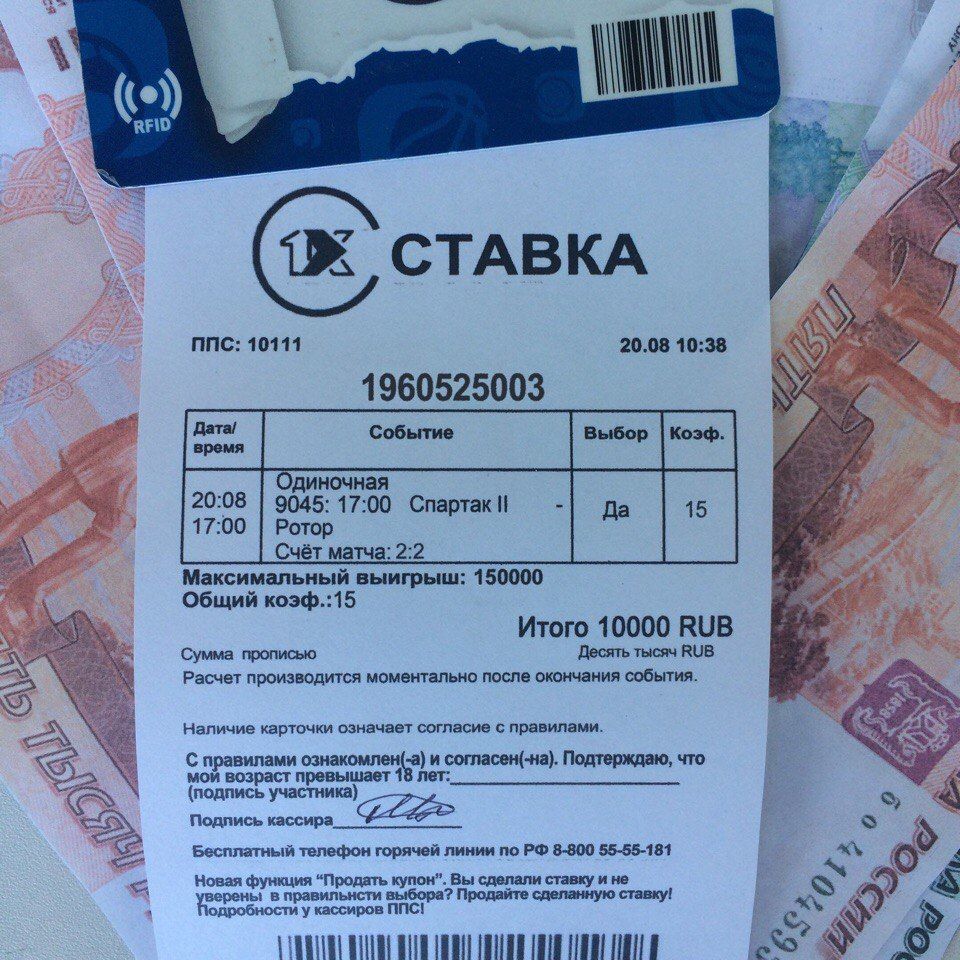 RFID
1X СТАВКА
ППС: 10111 20.08 10:38
1960525003
Дата/ время Событие Выбор Коэф.
20:08 17:00
Одиночная
9045: 17:00 Спартак II -
Ротор
Счёт матча: 2:2
Да 15
Максимальный выигрыш: 150000
Общий коэф.:15
Итого 10000 RUB
Сумма прописью Десять тысяч RUB
Расчет производится моментально после окончания события.
Наличие карточки означает согласие с правилами.
С правилами ознакомлен(-а) и согласен(-на). Подтверждаю, что
мой возраст превышает 18 лет:
(подпись участника)
Подпись кассира
Бесплатный телефон горячей линии по РФ 8-800 55-55-181
Новая функция “Продать купон”. Вы сделали ставку и не
уверены в правильнсти выбора? Продайте сделанную ставку!
Подробности у кассиров ППС!
РОССИИ